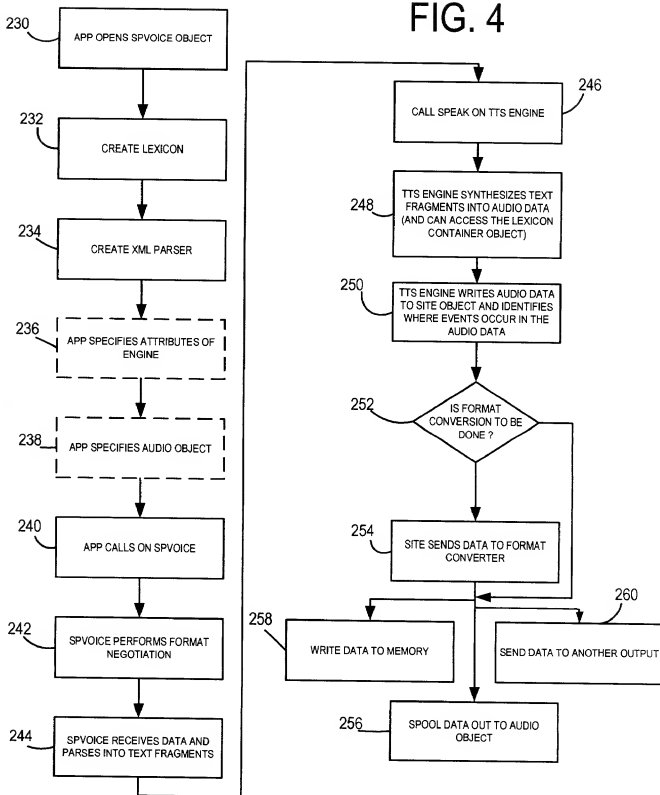 FIG. 4
230
APP OPENS SPVOICE OBJECT
232
CREATE LEXICON
234
CREATE XML PARSER
236
APP SPECIFIES ATTRIBUTES OF
ENGINE
238
APP SPECIFIES AUDIO OBJECT
240
APP CALLS ON SPVOICE
242
SPVOICE PERFORMS FORMAT
NEGOTIATION
244
SPVOICE RECEIVES DATA AND
PARSES INTO TEXT FRAGMENTS
246
CALL SPEAK ON TTS ENGINE
248
TTS ENGINE SYNTHESIZES TEXT
FRAGMENTS INTO AUDIO DATA
(AND CAN ACCESS THE LEXICON
CONTAINER OBJECT)
250
TTS ENGINE WRITES AUDIO DATA
TO SITE OBJECT AND IDENTIFIES
WHERE EVENTS OCCUR IN THE
AUDIO DATA
252
IS FORMAT
CONVERSION TO BE
DONE ?
254
SITE SENDS DATA TO FORMAT
CONVERTER
258
WRITE DATA TO MEMORY
260
SEND DATA TO ANOTHER OUTPUT
256
SPOOL DATA OUT TO AUDIO
OBJECT